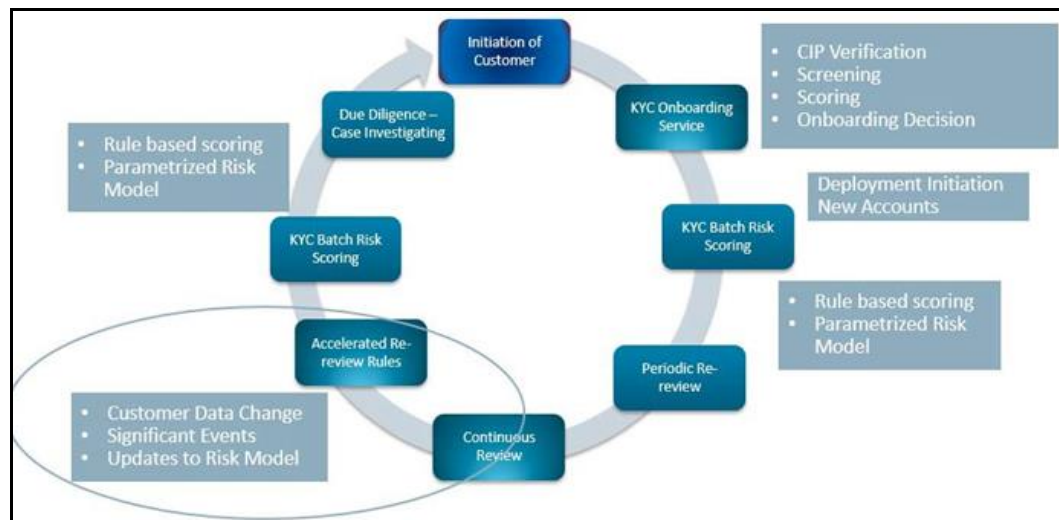 Initiation of
Customer
KYC Onboarding
Service
• CIP Verification
• Screening
• Scoring
• Onboarding Decision
Deployment Initiation
New Accounts
KYC Batch Risk
Scoring
• Rule based scoring
• Parametrized Risk
Model
Periodic Re-
review
Continuous
Review
Accelerated Re-
review Rules
• Customer Data Change
• Significant Events
• Updates to Risk Model
KYC Batch Risk
Scoring
• Rule based scoring
• Parametrized Risk
Model
Due Diligence –
Case Investigating